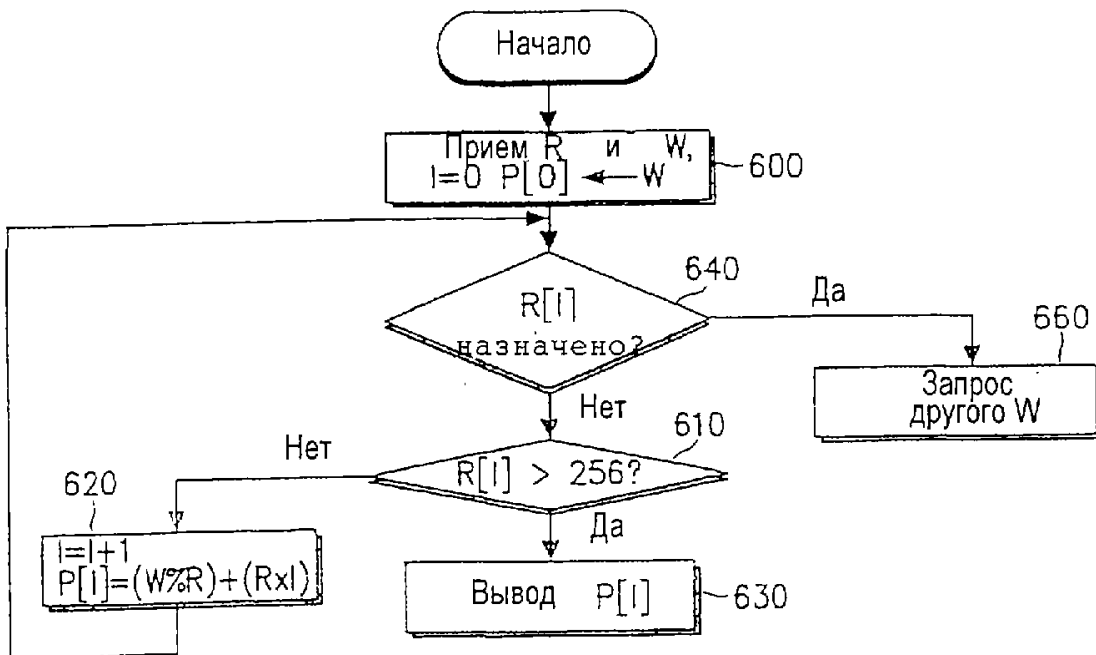 Начало
Прием R и W,
I=0 P[0] ← W
600
640
R[I]
назначено?
Да
660
Запрос
другого W
Нет
610
R[I] > 256?
Нет
620
I=I+1
P[I]=(W%R)+(RxI)
Да
Вывод P[I]
630